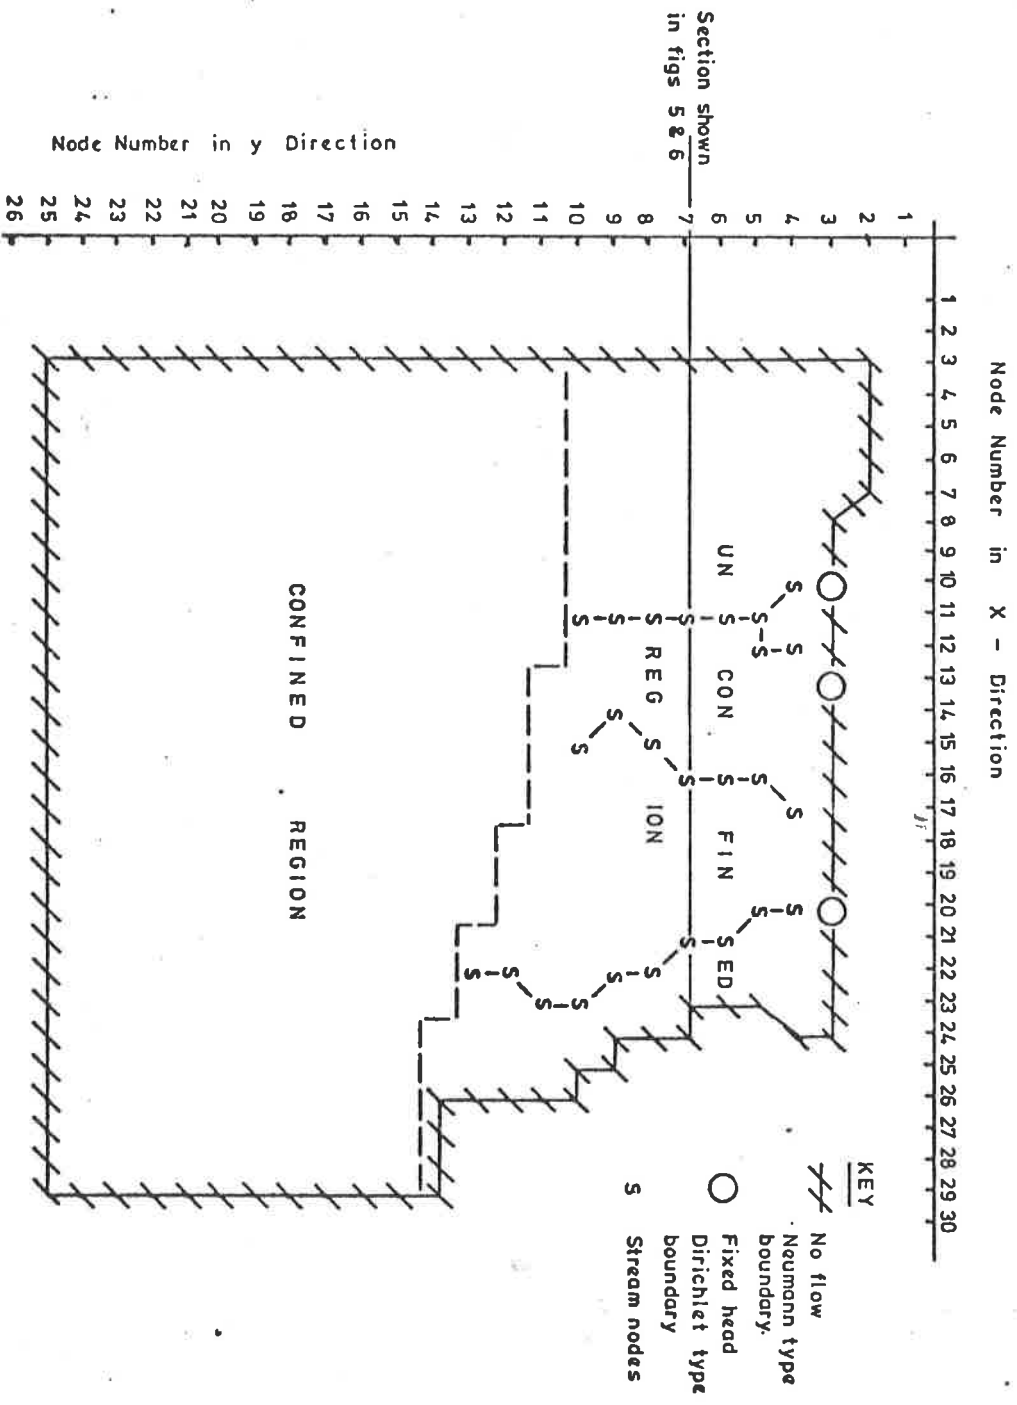 Node Number in X - Direction
1 2 3 4 5 6 7 8 9 10 11 12 13 14 15 16 17 18 19 20 21 22 23 24 25 26 27 28 29 30
Node Number in y Direction
1
2
3
4
5
6
7
8
9
10
11
12
13
14
15
16
17
18
19
20
21
22
23
24
25
26
Section shown
in figs 5 & 6
S S S
S S S S
S S S
S S S
S S S
S S S
S S S
S
S
S
UN CON FIN ED
REG ION
CONFINED REGION
KEY
No flow
Neumann type
boundary.
Fixed head
Dirichlet type
boundary
S Stream nodes